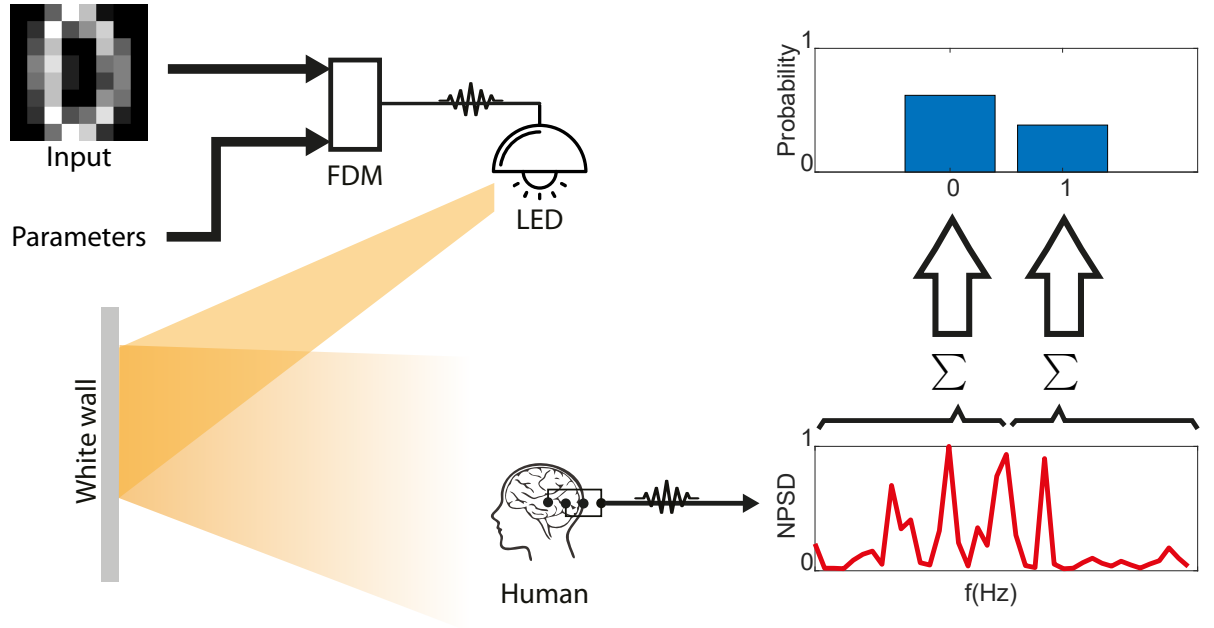 Input
Parameters
FDM
LED
White wall
Human
Probability
1
0
0
1
Σ
Σ
NPSD
1
0
f(Hz)